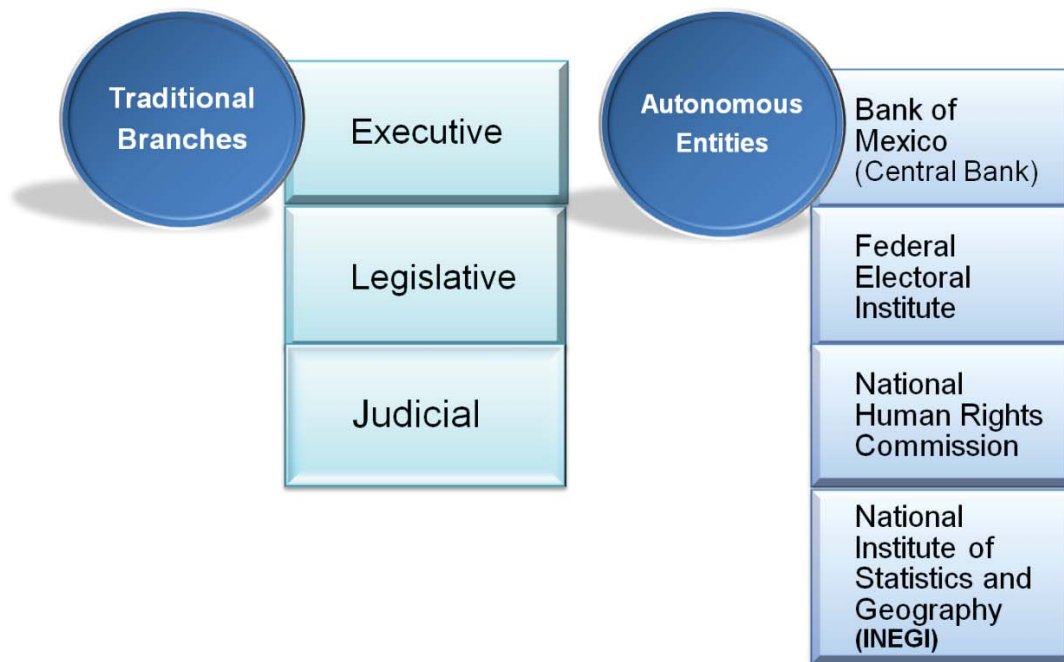 Traditional
Branches
Executive
Legislative
Judicial
Autonomous
Entities
Bank of
Mexico
(Central Bank)
Federal
Electoral
Institute
National
Human Rights
Commission
National
Institute of
Statistics and
Geography
(INEGI)